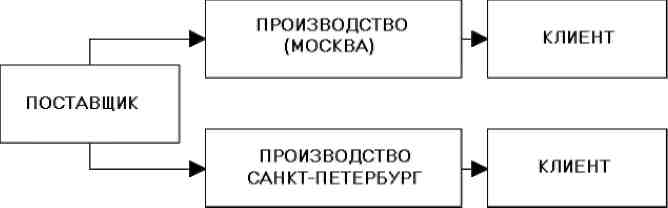 ПРОИЗВОДСТВО
(МОСКВА)
КЛИЕНТ
ПОСТАВЩИК
ПРОИЗВОДСТВО
САНКТ-ПЕТЕРБУРГ
КЛИЕНТ